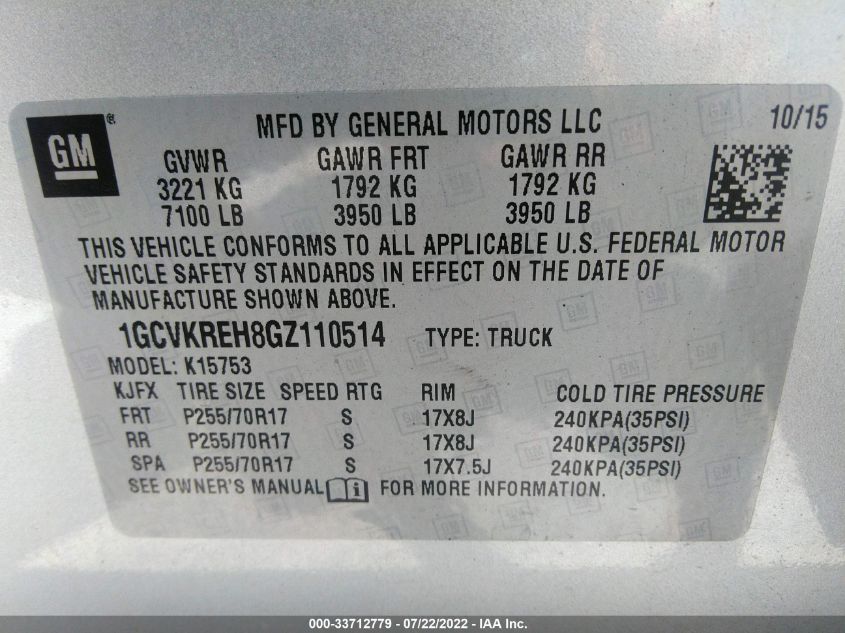 GM®
MFD BY GENERAL MOTORS LLC 10/15
GVWR GAWR FRT GAWR RR
3221 KG 1792 KG 1792 KG
7100 LB 3950 LB 3950 LB
THIS VEHICLE CONFORMS TO ALL APPLICABLE U.S. FEDERAL MOTOR
VEHICLE SAFETY STANDARDS IN EFFECT ON THE DATE OF
MANUFACTURE SHOWN ABOVE.
1GCVKREH8GZ110514 TYPE: TRUCK
MODEL: K15753
KJFX TIRE SIZE SPEED RTG RIM COLD TIRE PRESSURE
FRT P255/70R17 S 17X8J 240KPA(35PSI)
RR P255/70R17 S 17X8J 240KPA(35PSI)
SPA P255/70R17 S 17X7.5J 240KPA(35PSI)
SEE OWNER'S MANUAL i FOR MORE INFORMATION.
000-33712779 - 07/22/2022 - IAA Inc.